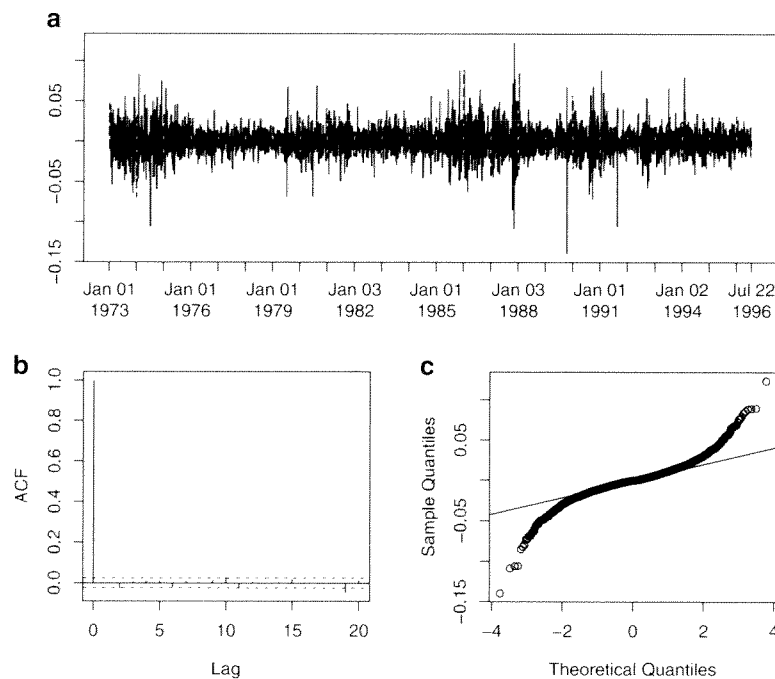 a
0.05
−0.05
−0.15
Jan 01 Jan 01 Jan 01 Jan 03 Jan 01 Jan 03 Jan 01 Jan 02 Jul 22
1973 1976 1979 1982 1985 1988 1991 1994 1996
b
1.0
0.8
0.6
0.4
0.2
0.0
ACF
0 5 10 15 20
Lag
c
0.05
−0.05
−0.15
Sample Quantiles
−4 −2 0 2 4
Theoretical Quantiles